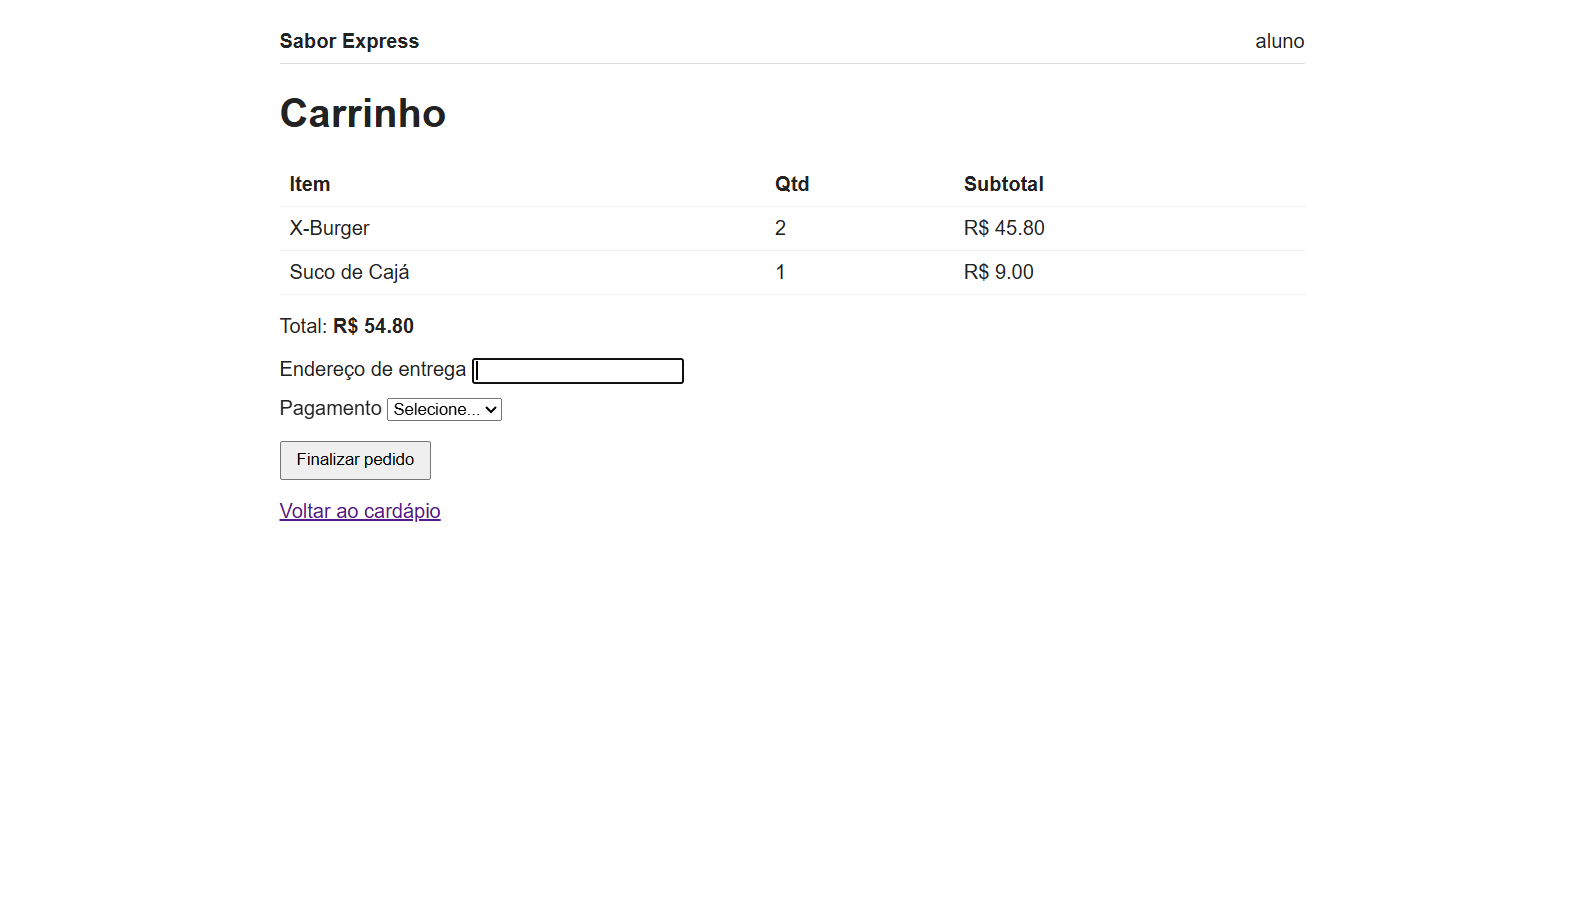 Sabor Express aluno
Carrinho
Item Qtd Subtotal
X-Burger 2 R$ 45.80
Suco de Cajá 1 R$ 9.00
Total: R$ 54.80
Endereço de entrega
Pagamento Selecione...
Finalizar pedido
Voltar ao cardápio